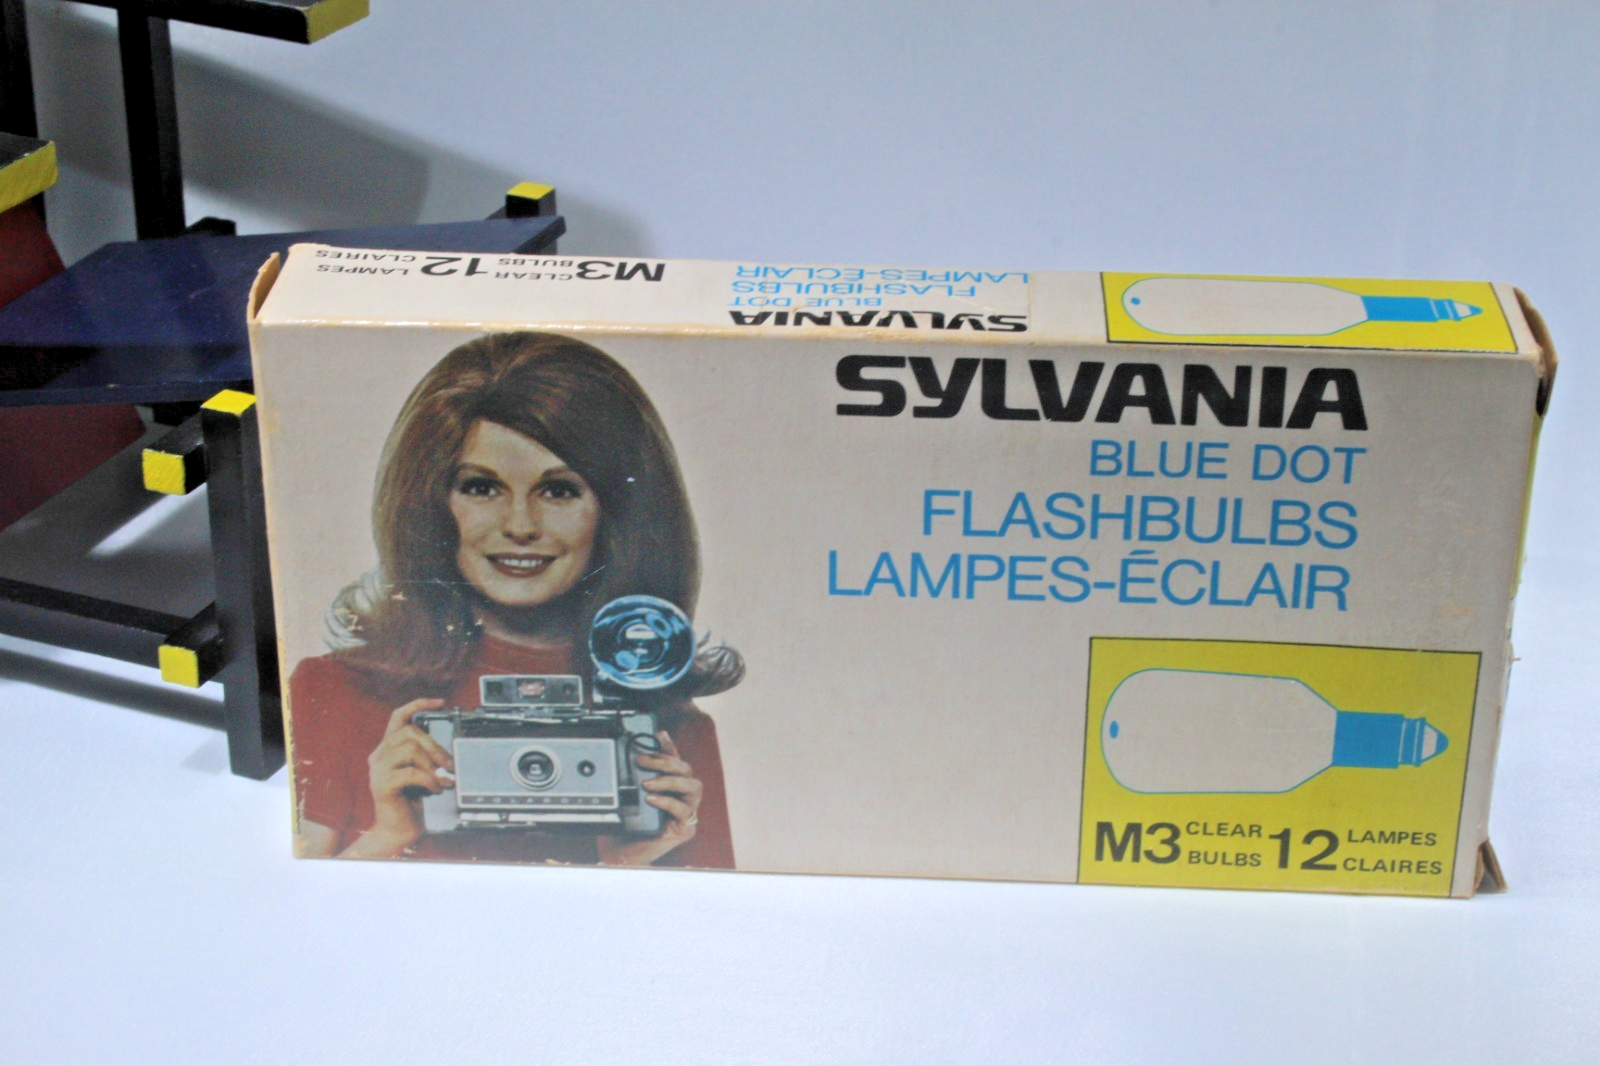 M3 CLEAR BULBS 12 LAMPES CLAIRES
SYLVANIA
BLUE DOT
FLASHBULBS
LAMPES-ÉCLAIR
SYLVANIA
BLUE DOT
FLASHBULBS
LAMPES-ÉCLAIR
POLAROID
M3 CLEAR BULBS 12 LAMPES CLAIRES